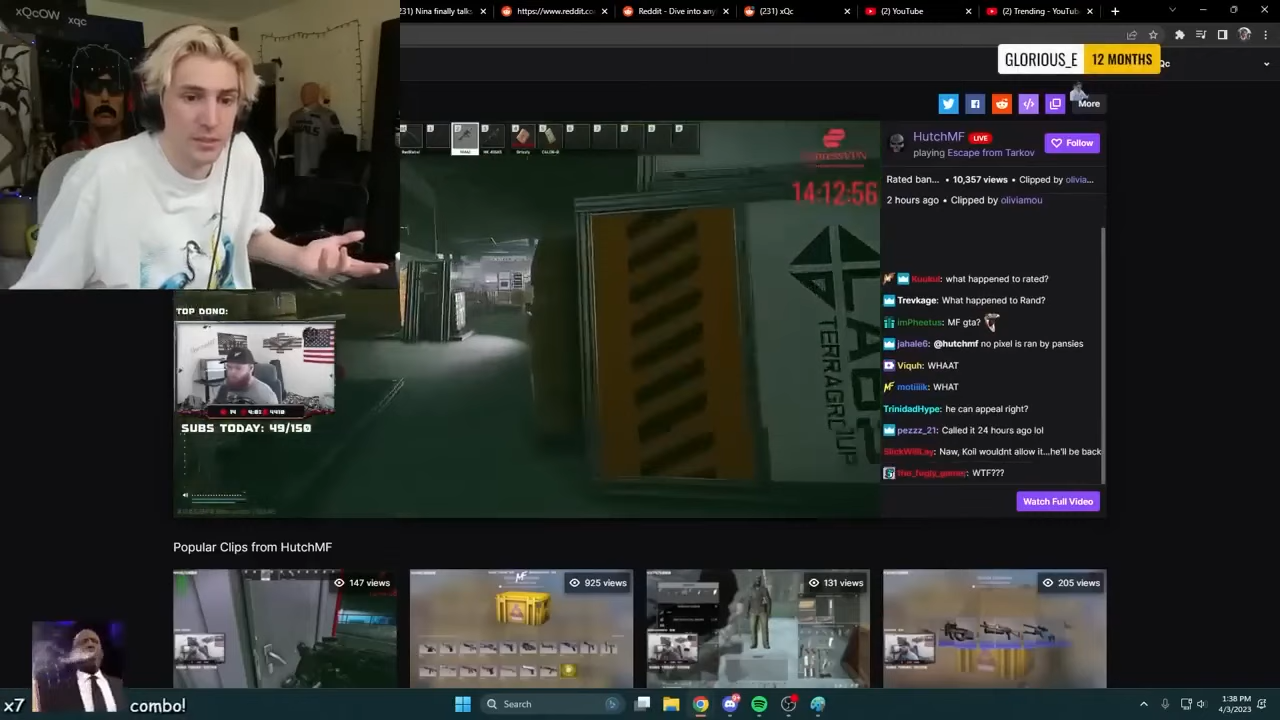 xQcOW xqc
(231) Nina finally talk
https://www.reddit.co
Reddit - Dive into any
(231) xQc
(2) YouTube
(2) Trending - YouTub
GLORIOUS_E 12 MONTHS
Qc
More
HutchMF LIVE
playing Escape from Tarkov
Follow
14:12:56
Rated ban... • 10,357 views • Clipped by olivia...
2 hours ago • Clipped by oliviamou
Kuukul: what happened to rated?
Trevkage: What happened to Rand?
imPheetus: MF gta?
jahale6: @hutchmf no pixel is ran by pansies
Viquh: WHAAT
motiiiik: WHAT
TrinidadHype: he can appeal right?
pezzz_21: Called it 24 hours ago lol
SlickWillLay: Naw, Koil wouldnt allow it...he'll be back
WTF???
TOP DONO:
SUBS TODAY: 49/150
LAB
TERRAGROUP
Watch Full Video
Popular Clips from HutchMF
147 views
925 views
131 views
205 views
x7 combo!
Search
1:38 PM
4/3/2023